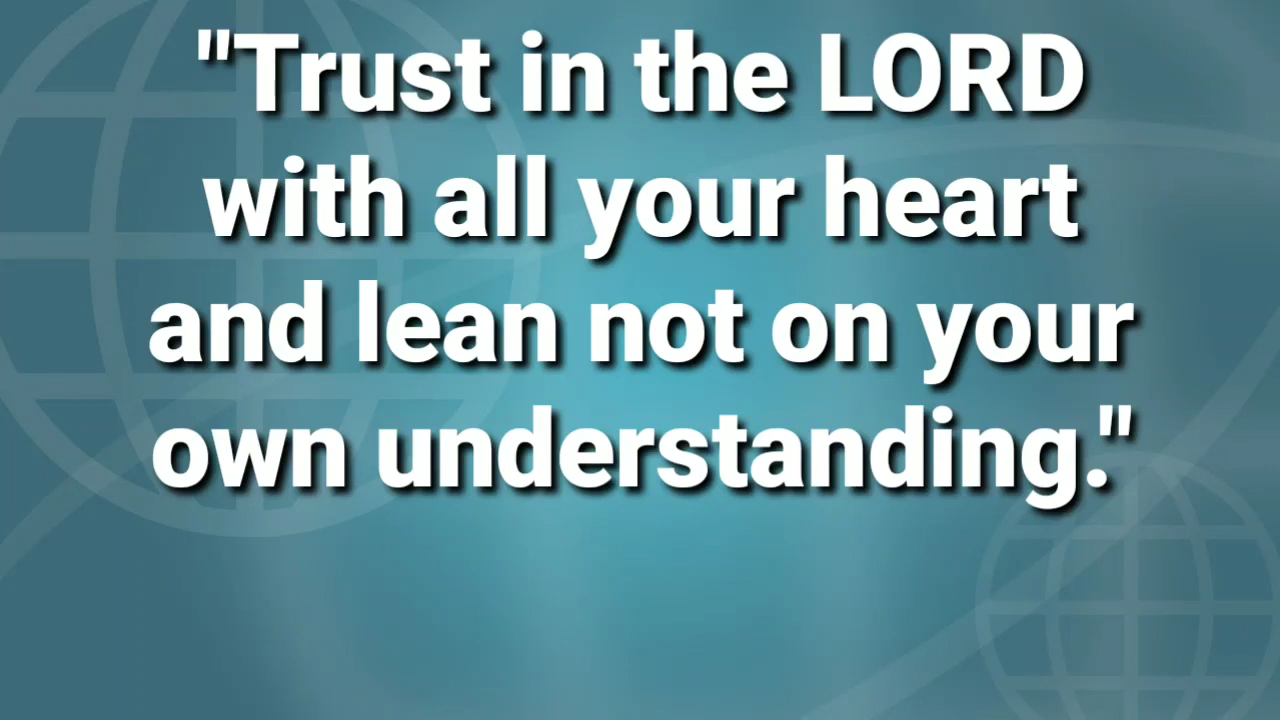 "Trust in the LORD
with all your heart
and lean not on your
own understanding."